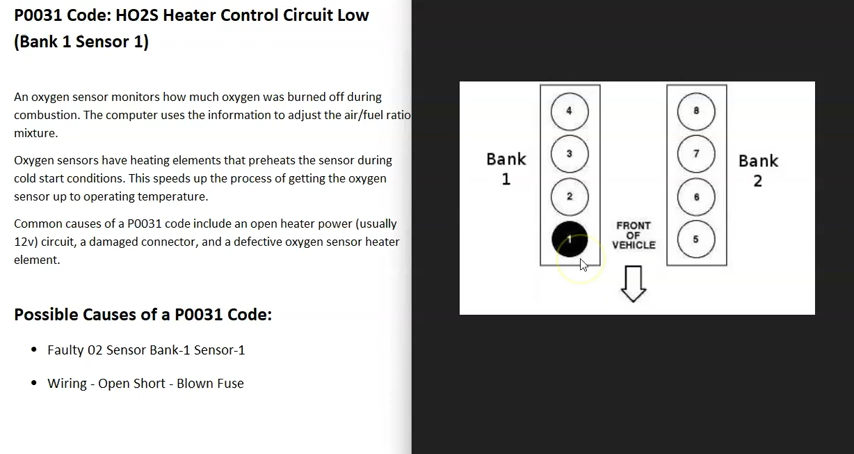 P0031 Code: HO2S Heater Control Circuit Low
(Bank 1 Sensor 1)
An oxygen sensor monitors how much oxygen was burned off during
combustion. The computer uses the information to adjust the air/fuel ratio
mixture.
Oxygen sensors have heating elements that preheats the sensor during
cold start conditions. This speeds up the process of getting the oxygen
sensor up to operating temperature.
Common causes of a P0031 code include an open heater power (usually
12v) circuit, a damaged connector, and a defective oxygen sensor heater
element.
Possible Causes of a P0031 Code:
• Faulty 02 Sensor Bank-1 Sensor-1
• Wiring - Open Short - Blown Fuse
Bank
1
4
3
2
1
FRONT
OF
VEHICLE
8
7
6
5
Bank
2